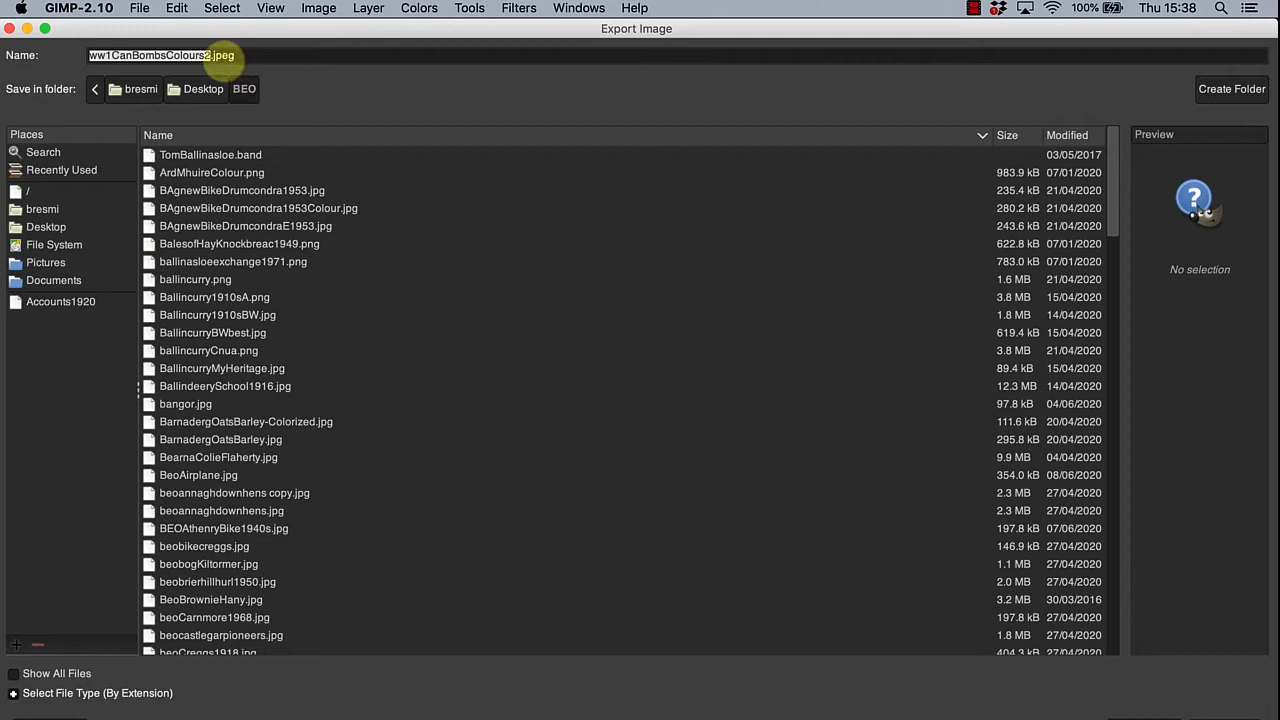 GIMP-2.10 File Edit Select View Image Layer Colors Tools Filters Windows Help 100% Thu 15:38
Export Image
Name: ww1CanBombsColours2.jpeg
Save in folder: bresmi Desktop BEO Create Folder
Places Name Size Modified Preview
Search TomBallinasloe.band 03/05/2017
Recently Used ArdMhuireColour.png 983.9 kB 07/01/2020
/ BAgnewBikeDrumcondra1953.jpg 235.4 kB 21/04/2020
bresmi BAgnewBikeDrumcondra1953Colour.jpg 280.2 kB 21/04/2020
Desktop BAgnewBikeDrumcondraE1953.jpg 243.6 kB 21/04/2020
File System BalesofHayKnockbreac1949.png 622.8 kB 07/01/2020
Pictures ballinasloeexchange1971.png 783.0 kB 07/01/2020
No selection
Documents ballincurry.png 1.6 MB 21/04/2020
Accounts1920 Ballincurry1910sA.png 3.8 MB 15/04/2020
Ballincurry1910sBW.jpg 1.8 MB 14/04/2020
BallincurryBWbest.jpg 619.4 kB 15/04/2020
ballincurryCnua.png 3.8 MB 21/04/2020
BallincurryMyHeritage.jpg 89.4 kB 15/04/2020
BallindeerySchool1916.jpg 12.3 MB 14/04/2020
bangor.jpg 97.8 kB 04/06/2020
BarnadergOatsBarley-Colorized.jpg 111.6 kB 20/04/2020
BarnadergOatsBarley.jpg 295.8 kB 20/04/2020
BearnaColieFlaherty.jpg 9.9 MB 04/04/2020
BeoAirplane.jpg 354.0 kB 08/06/2020
beoannaghdownhens copy.jpg 2.3 MB 27/04/2020
beoannaghdownhens.jpg 2.3 MB 27/04/2020
BEOAthenryBike1940s.jpg 197.8 kB 07/06/2020
beobikecreggs.jpg 146.9 kB 27/04/2020
beobogKiltormer.jpg 1.1 MB 27/04/2020
beobrierhillhurl1950.jpg 2.0 MB 27/04/2020
BeoBrownieHany.jpg 3.2 MB 30/03/2016
beoCarnmore1968.jpg 197.8 kB 27/04/2020
beocastlegarpioneers.jpg 1.8 MB 27/04/2020
beoCreggs1918.jpg 404.3 kB 27/04/2020
Show All Files
Select File Type (By Extension)